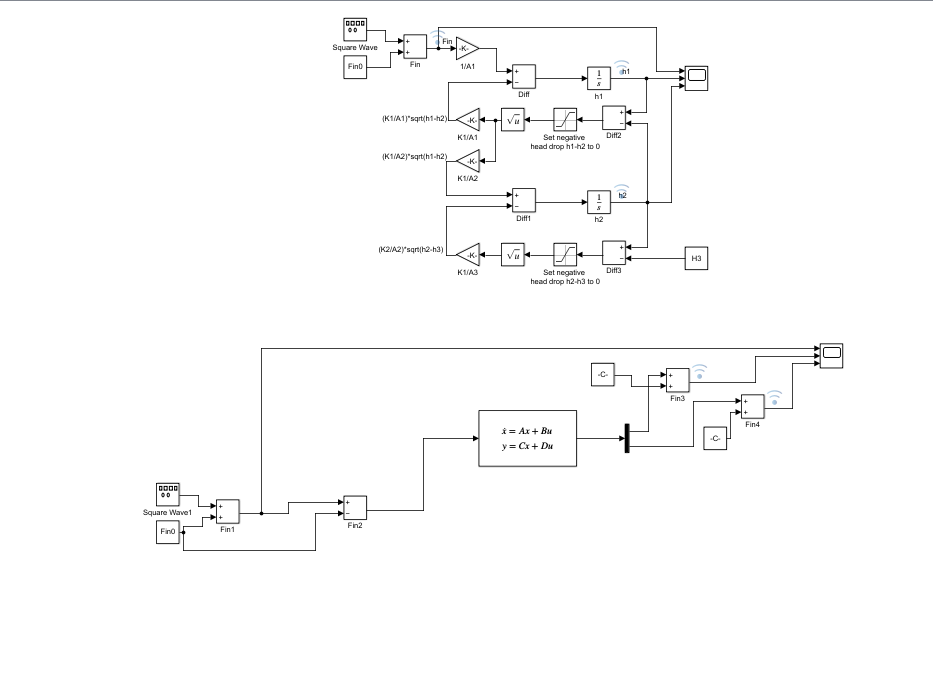 Square Wave
Fin0
+
+
Fin
Fin
-K-
1/A1
+
−
Diff
1
s
h1
h1
(K1/A1)*sqrt(h1-h2)
-K-
K1/A1
√u
Set negative
head drop h1-h2 to 0
+
−
Diff2
(K1/A2)*sqrt(h1-h2)
-K-
K1/A2
+
−
Diff1
1
s
h2
h2
(K2/A2)*sqrt(h2-h3)
-K-
K1/A3
√u
Set negative
head drop h2-h3 to 0
+
−
Diff3
H3
-C-
+
+
Fin3
+
+
Fin4
-C-
ẋ = Ax + Bu
y = Cx + Du
Square Wave1
Fin0
+
+
Fin1
+
−
Fin2